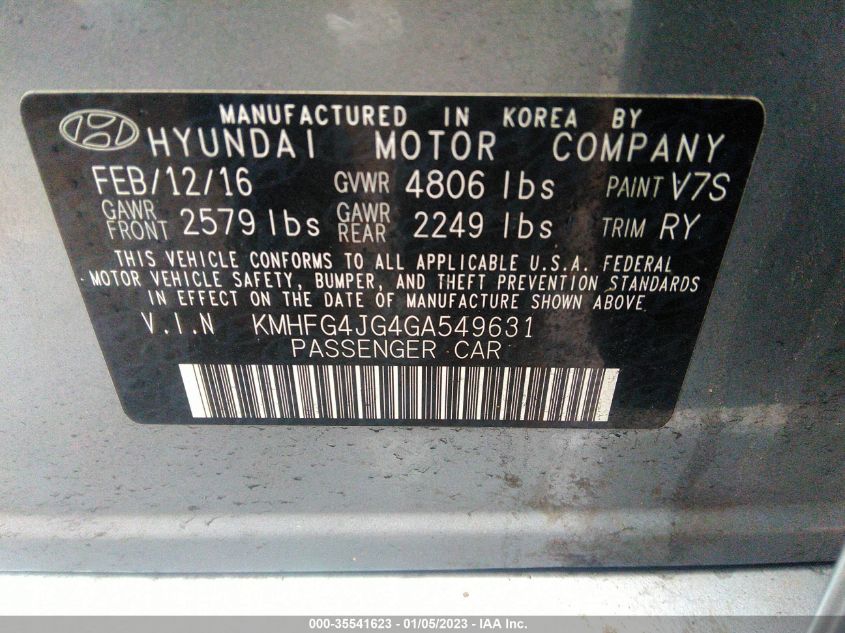 MANUFACTURED IN KOREA BY
HYUNDAI MOTOR COMPANY
FEB/12/16 GVWR 4806 lbs PAINT V7S
GAWR FRONT 2579 lbs GAWR REAR 2249 lbs TRIM RY
THIS VEHICLE CONFORMS TO ALL APPLICABLE U.S.A. FEDERAL
MOTOR VEHICLE SAFETY, BUMPER, AND THEFT PREVENTION STANDARDS
IN EFFECT ON THE DATE OF MANUFACTURE SHOWN ABOVE.
V.I.N KMHFG4JG4GA549631
PASSENGER CAR
000-35541623 - 01/05/2023 - IAA Inc.